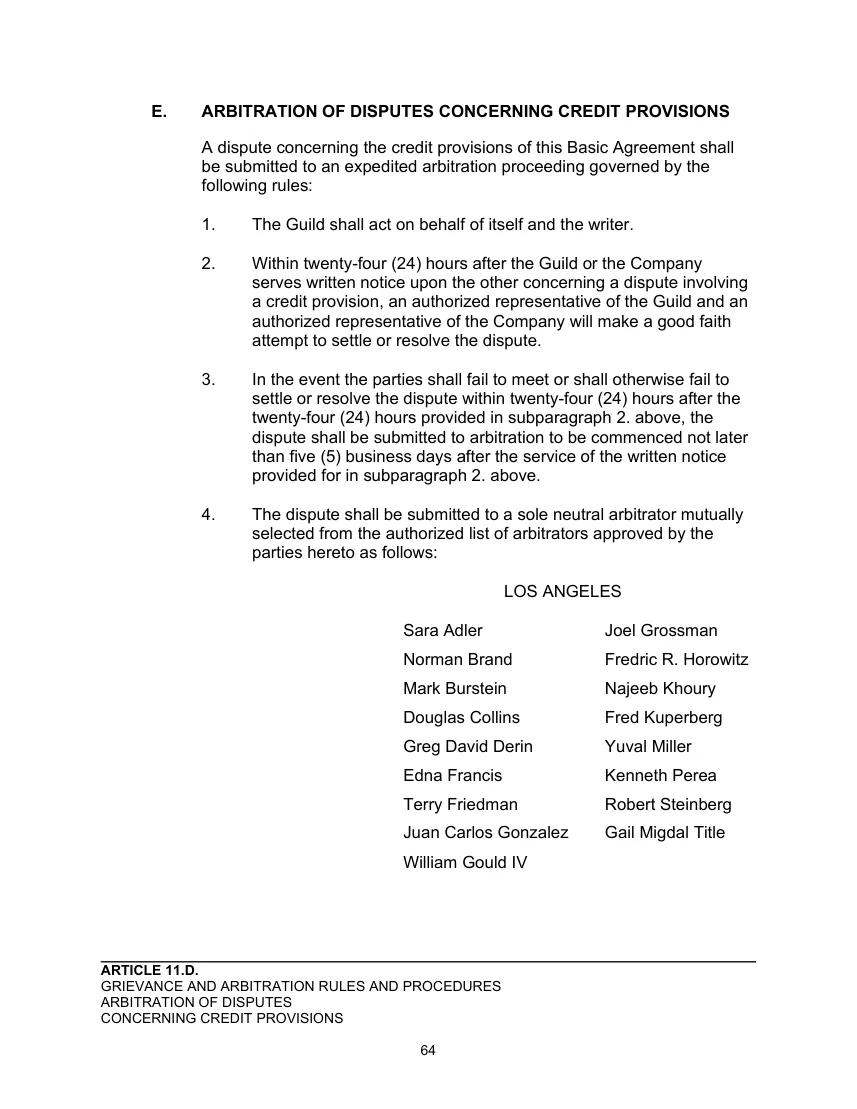 E. ARBITRATION OF DISPUTES CONCERNING CREDIT PROVISIONS
A dispute concerning the credit provisions of this Basic Agreement shall
be submitted to an expedited arbitration proceeding governed by the
following rules:
1. The Guild shall act on behalf of itself and the writer.
2. Within twenty-four (24) hours after the Guild or the Company
serves written notice upon the other concerning a dispute involving
a credit provision, an authorized representative of the Guild and an
authorized representative of the Company will make a good faith
attempt to settle or resolve the dispute.
3. In the event the parties shall fail to meet or shall otherwise fail to
settle or resolve the dispute within twenty-four (24) hours after the
twenty-four (24) hours provided in subparagraph 2. above, the
dispute shall be submitted to arbitration to be commenced not later
than five (5) business days after the service of the written notice
provided for in subparagraph 2. above.
4. The dispute shall be submitted to a sole neutral arbitrator mutually
selected from the authorized list of arbitrators approved by the
parties hereto as follows:
LOS ANGELES
Sara Adler Joel Grossman
Norman Brand Fredric R. Horowitz
Mark Burstein Najeeb Khoury
Douglas Collins Fred Kuperberg
Greg David Derin Yuval Miller
Edna Francis Kenneth Perea
Terry Friedman Robert Steinberg
Juan Carlos Gonzalez Gail Migdal Title
William Gould IV
ARTICLE 11.D.
GRIEVANCE AND ARBITRATION RULES AND PROCEDURES
ARBITRATION OF DISPUTES
CONCERNING CREDIT PROVISIONS
64